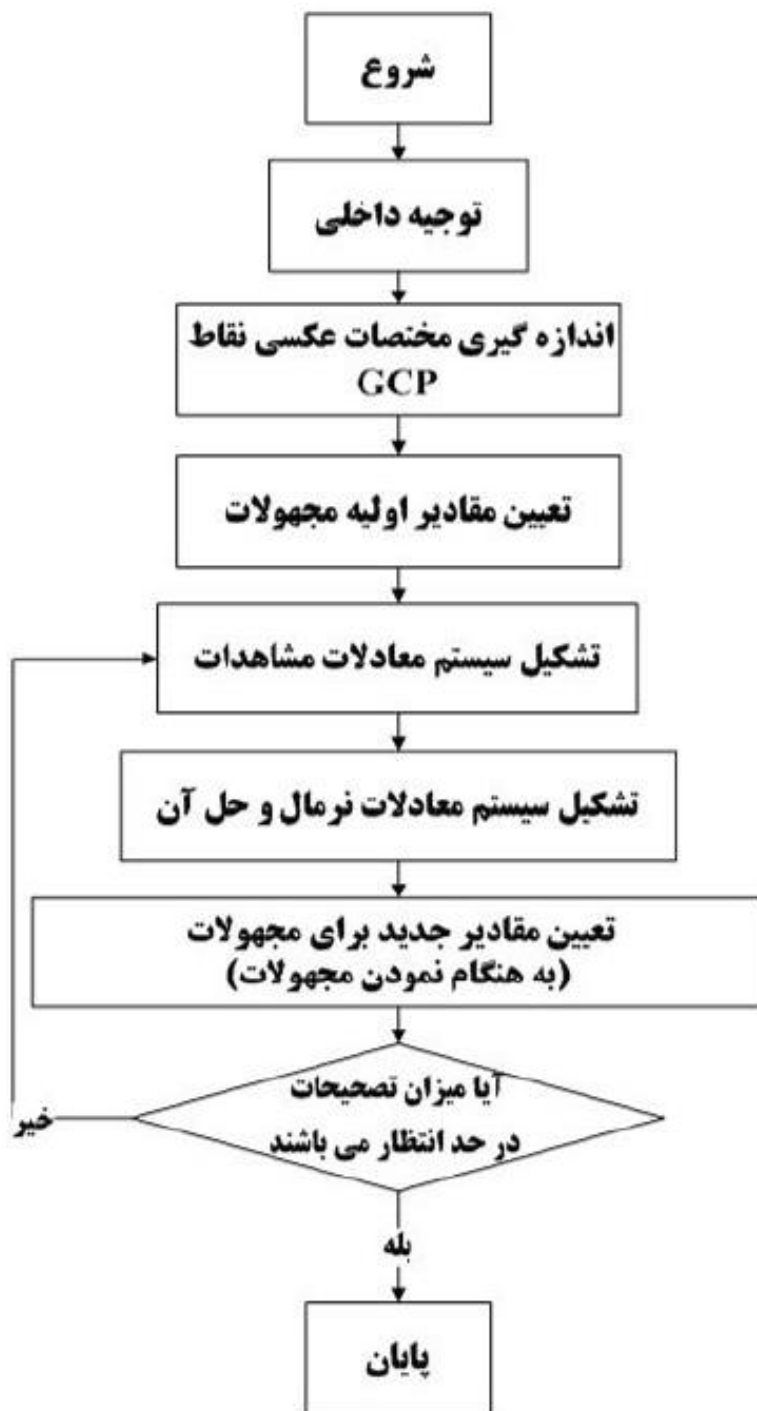 شروع
توجیه داخلی
اندازه گیری مختصات عکسی نقاط
GCP
تعیین مقادیر اولیه مجهولات
تشکیل سیستم معادلات مشاهدات
تشکیل سیستم معادلات نرمال و حل آن
تعیین مقادیر جدید برای مجهولات
(به هنگام نمودن مجهولات)
آیا میزان تصحیحات
در حد انتظار می باشند
خیر
بله
پایان